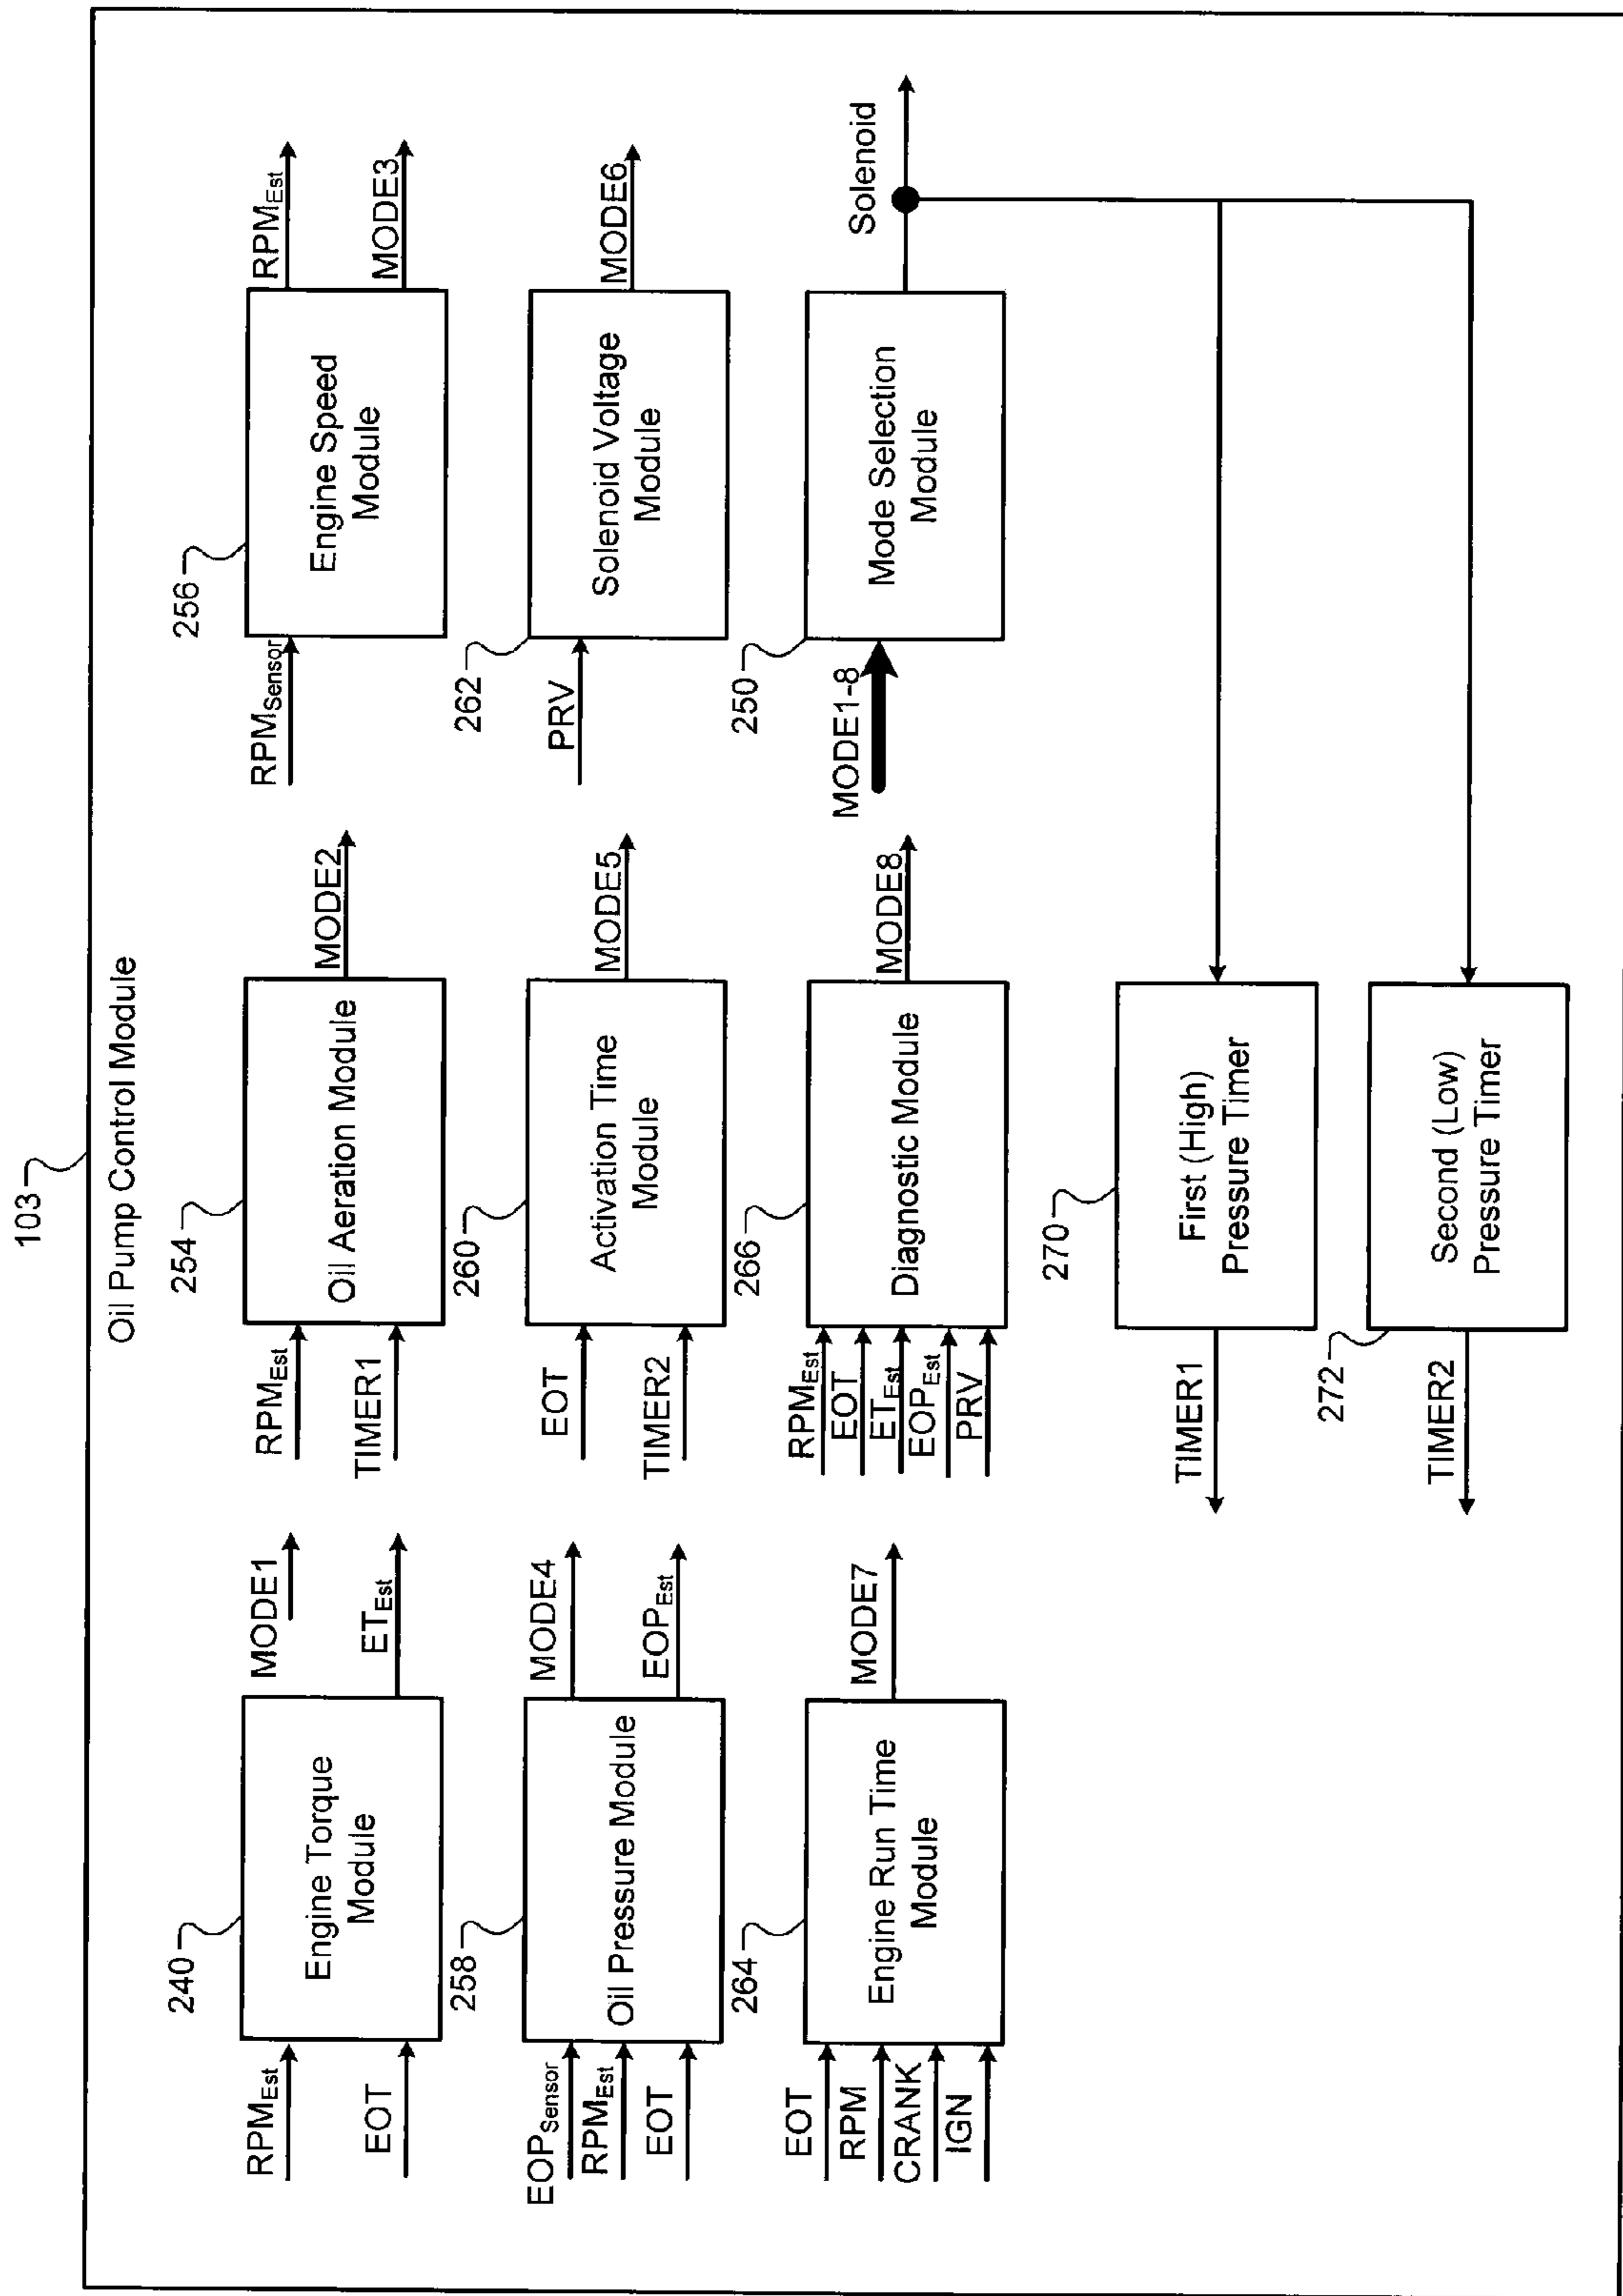 103
Oil Pump Control Module
240
RPMEst
EOT
Engine Torque
Module
MODE1
ETEst
254
RPMEst
TIMER1
Oil Aeration Module
MODE2
256
RPMSensor
Engine Speed
Module
RPMEst
MODE3
258
EOPSensor
RPMEst
EOT
Oil Pressure Module
MODE4
EOPEst
260
EOT
TIMER2
Activation Time
Module
MODE5
262
PRV
Solenoid Voltage
Module
MODE6
264
EOT
RPM
CRANK
IGN
Engine Run Time
Module
MODE7
266
RPMEst
EOT
ETEst
EOPEst
PRV
Diagnostic Module
MODE8
250
MODE1-8
Mode Selection
Module
Solenoid
270
TIMER1
First (High)
Pressure Timer
272
TIMER2
Second (Low)
Pressure Timer